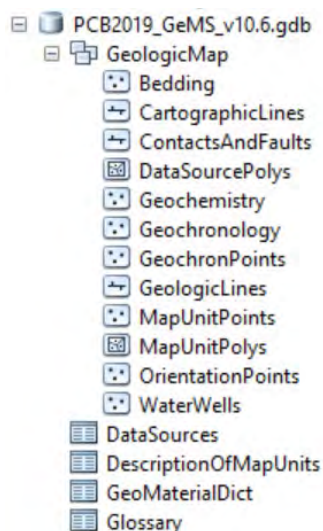 PCB2019_GeMS_v10.6.gdb
GeologicMap
Bedding
CartographicLines
ContactsAndFaults
DataSourcePolys
Geochemistry
Geochronology
GeochronPoints
GeologicLines
MapUnitPoints
MapUnitPolys
OrientationPoints
WaterWells
DataSources
DescriptionOfMapUnits
GeoMaterialDict
Glossary